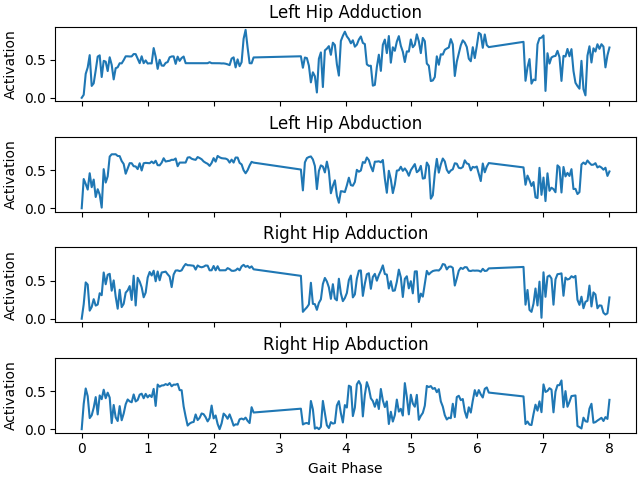 Left Hip Adduction
Activation
0.5
0.0
Left Hip Abduction
Activation
0.5
0.0
Right Hip Adduction
Activation
0.5
0.0
Right Hip Abduction
Activation
0.5
0.0
0 1 2 3 4 5 6 7 8
Gait Phase